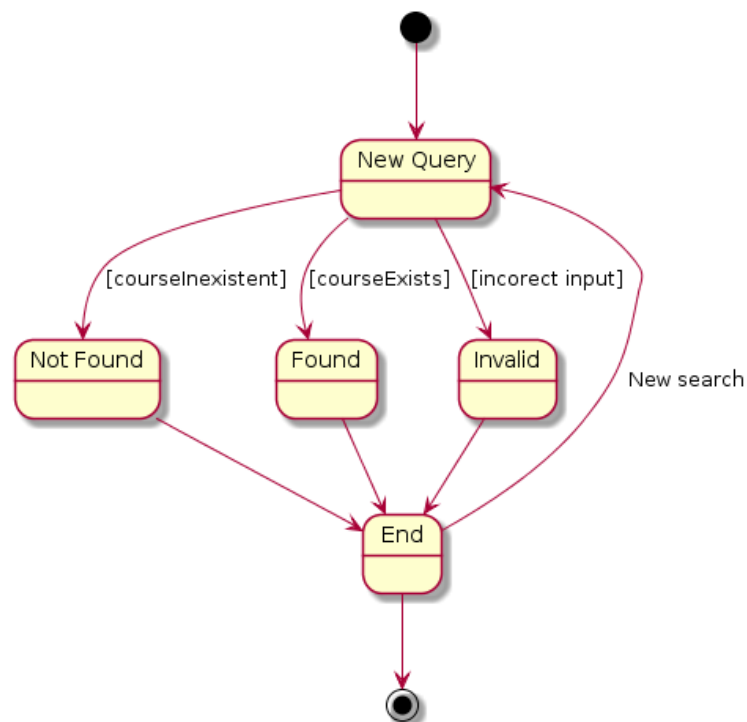 New Query
[courseInexistent]
[courseExists]
[incorect input]
Not Found
Found
Invalid
New search
End